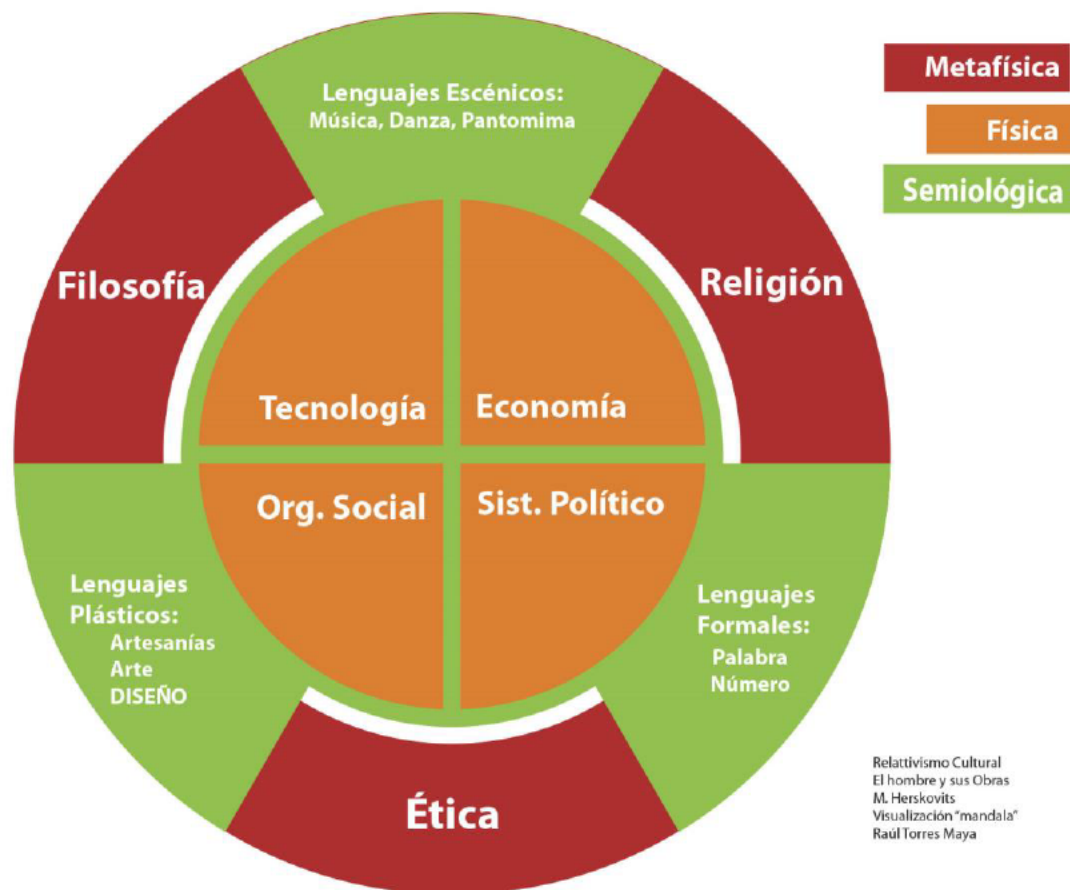 Lenguajes Escénicos:
Música, Danza, Pantomima
Metafísica
Física
Semiológica
Filosofía
Religión
Tecnología
Economía
Org. Social
Sist. Político
Lenguajes
Plásticos:
Artesanías
Arte
DISEÑO
Lenguajes
Formales:
Palabra
Número
Ética
Relattivismo Cultural
El hombre y sus Obras
M. Herskovits
Visualización "mandala"
Raúl Torres Maya